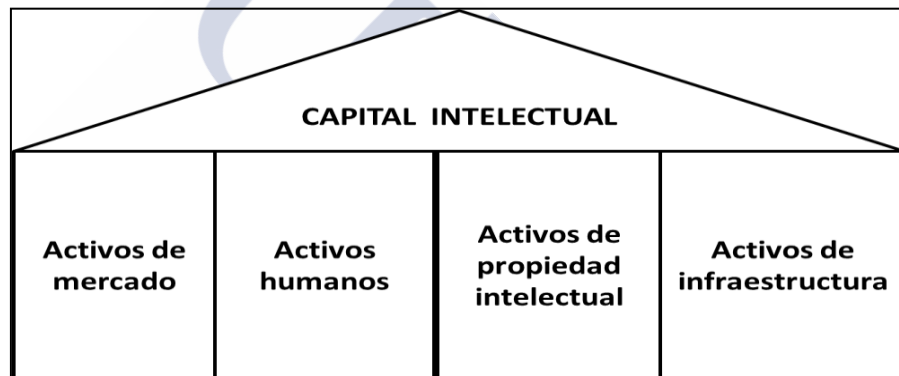 CAPITAL INTELECTUAL
Activos de
mercado
Activos
humanos
Activos de
propiedad
intelectual
Activos de
infraestructura